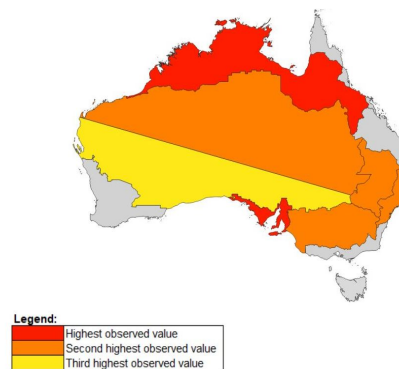 Legend:
Highest observed value
Second highest observed value
Third highest observed value